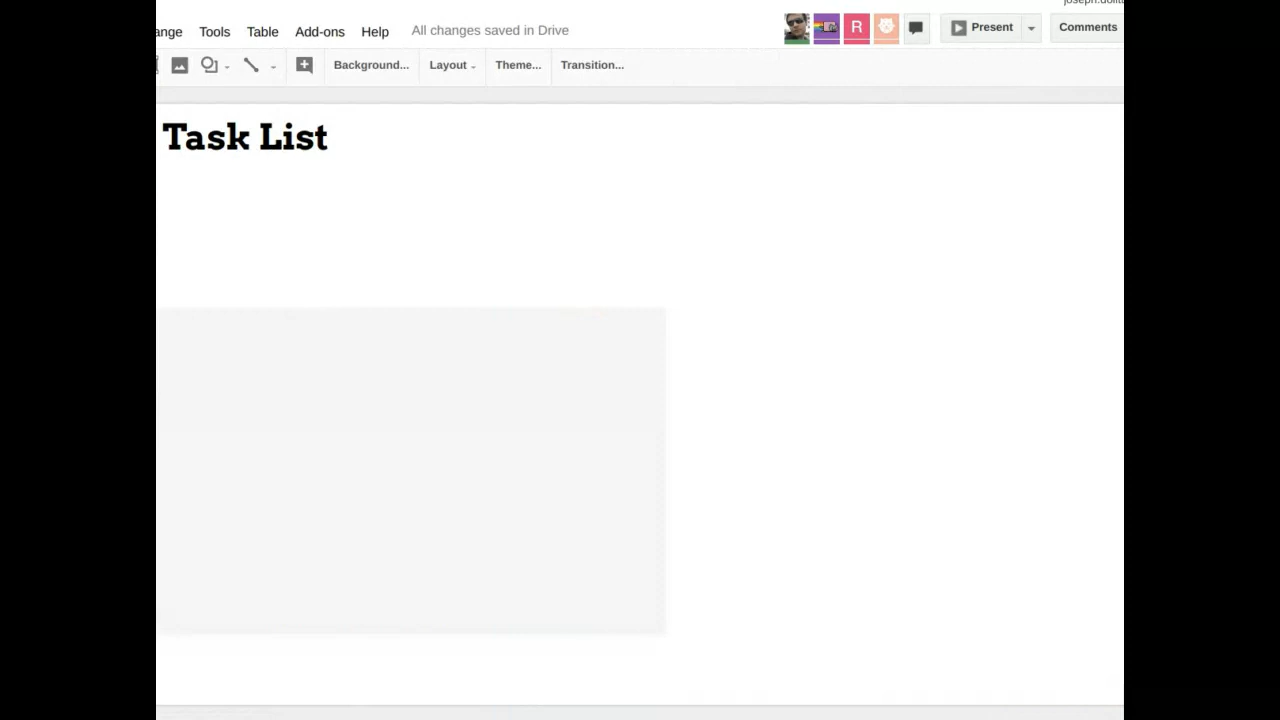 ange Tools Table Add-ons Help All changes saved in Drive R Present Comments
Background... Layout Theme... Transition...
Task List